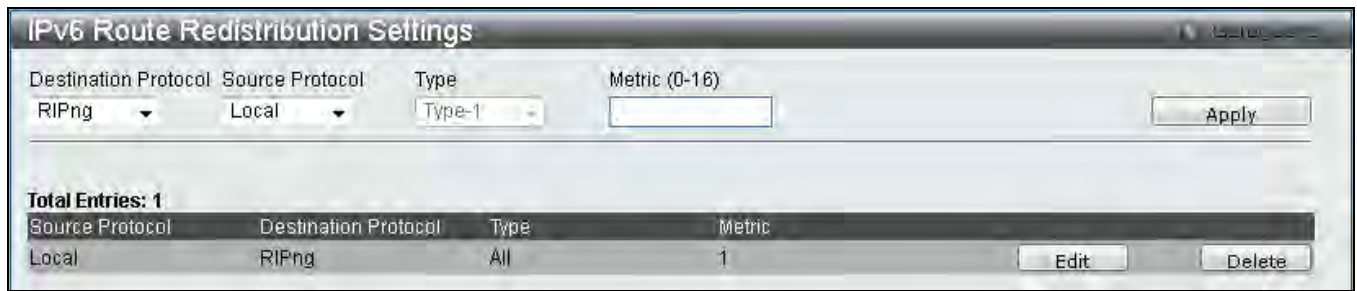 IPv6 Route Redistribution Settings
Destination Protocol Source Protocol Type Metric (0-16)
RIPng Local Type-1 Apply
Total Entries: 1
Source Protocol Destination Protocol Type Metric
Local RIPng All 1 Edit Delete